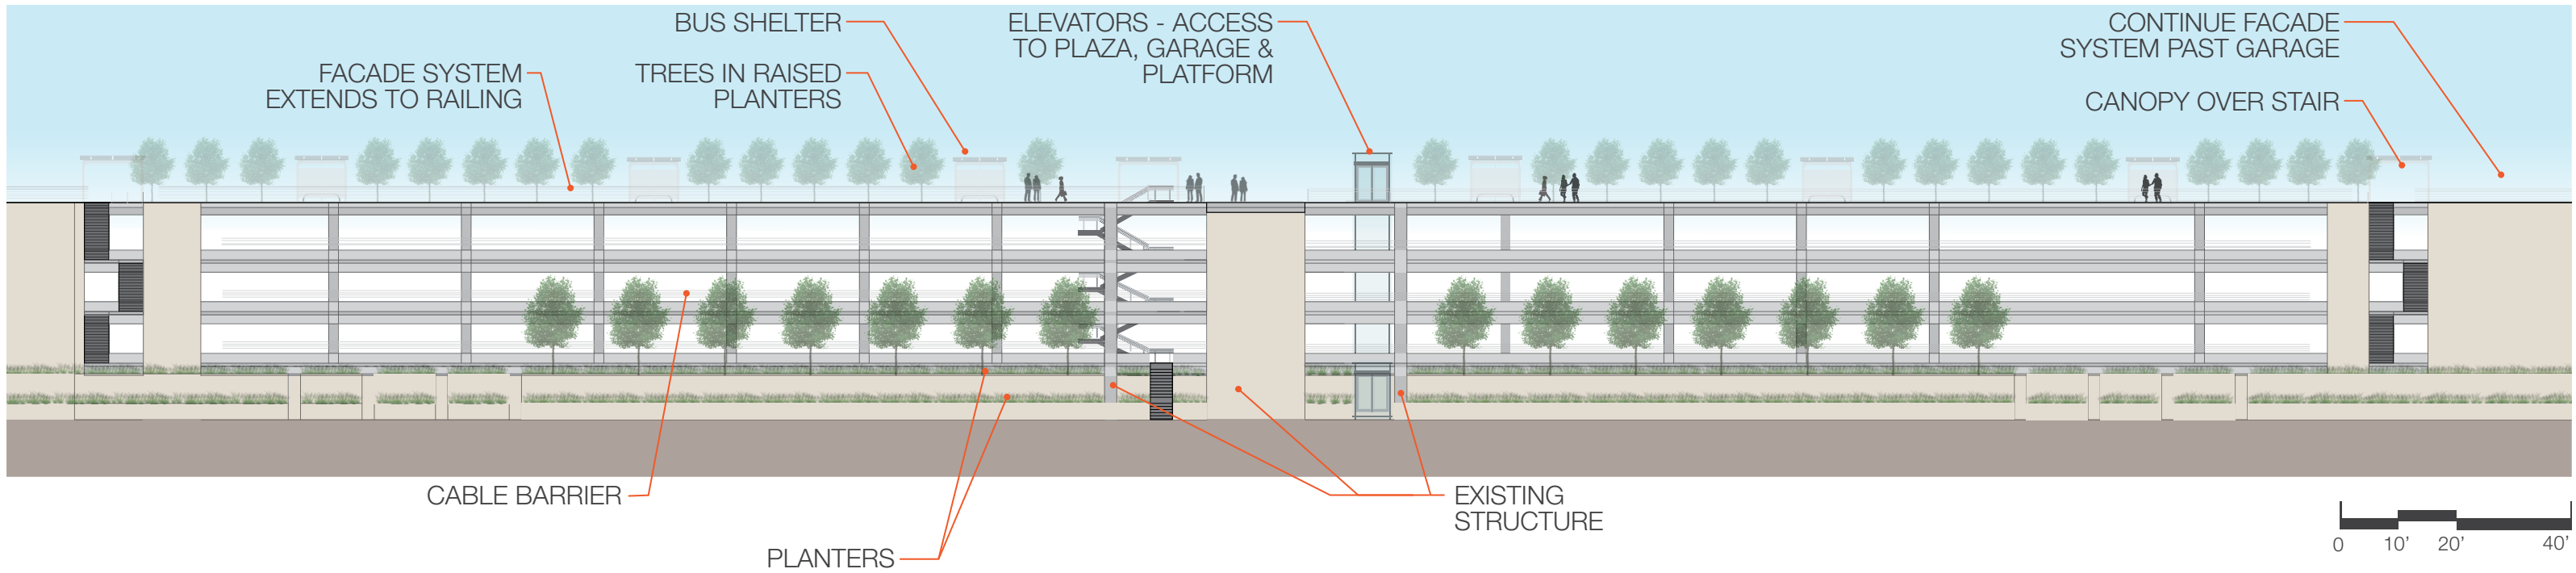 BUS SHELTER
ELEVATORS - ACCESS
TO PLAZA, GARAGE &
PLATFORM
CONTINUE FACADE
SYSTEM PAST GARAGE
FACADE SYSTEM
EXTENDS TO RAILING
TREES IN RAISED
PLANTERS
CANOPY OVER STAIR
CABLE BARRIER
EXISTING
STRUCTURE
PLANTERS
0 10' 20' 40'